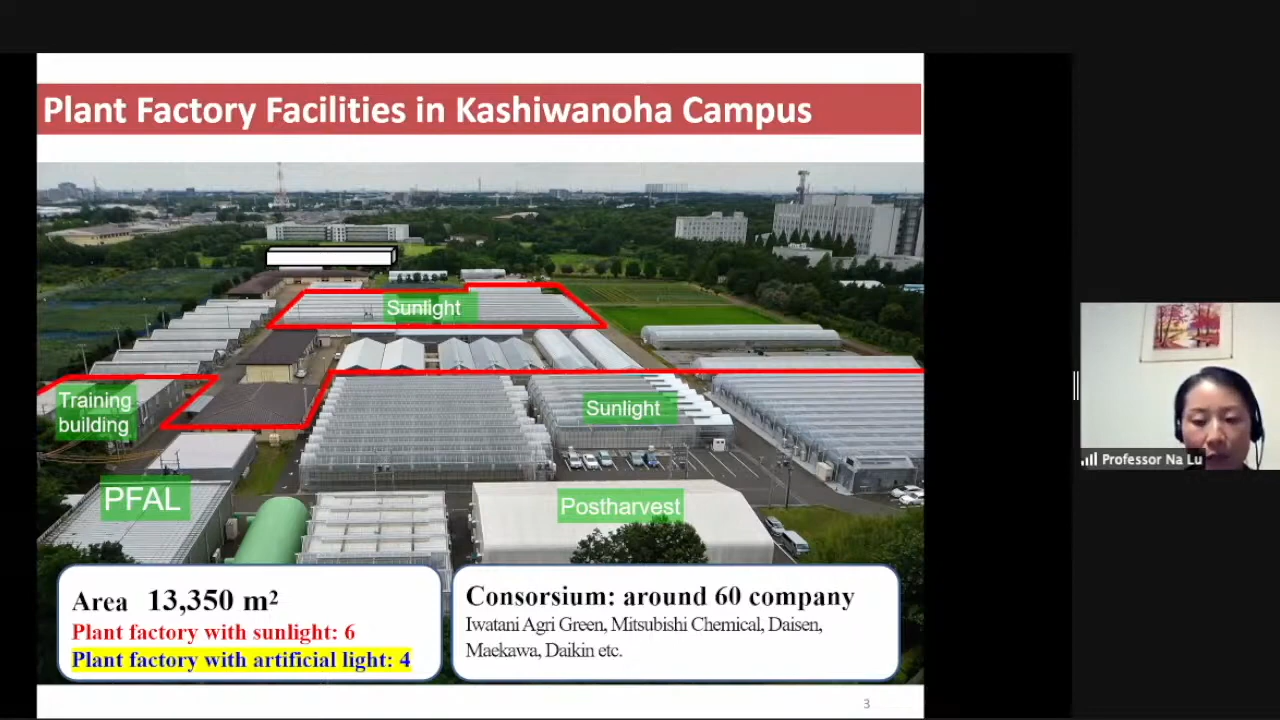 Plant Factory Facilities in Kashiwanoha Campus
Sunlight
Training
building
Sunlight
PFAL
Postharvest
Area 13,350 m²
Plant factory with sunlight: 6
Plant factory with artificial light: 4
Consorsium: around 60 company
Iwatani Agri Green, Mitsubishi Chemical, Daisen,
Maekawa, Daikin etc.
3
Professor Na Lu